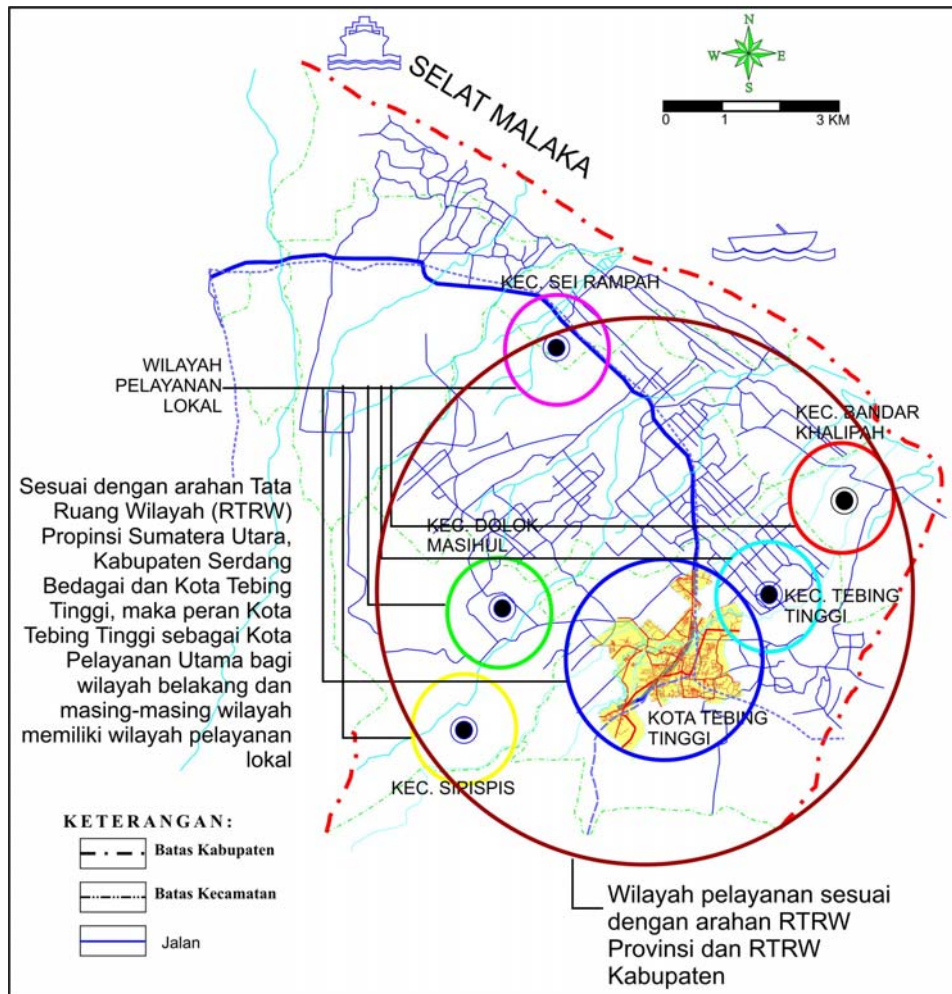 SELAT MALAKA
N
W E
S
0 1 3 KM
KEC. SEI RAMPAH
WILAYAH
PELAYANAN
LOKAL
KEC. BANDAR
KHALIPAH
Sesuai dengan arahan Tata
Ruang Wilayah (RTRW)
Propinsi Sumatera Utara,
Kabupaten Serdang
Bedagai dan Kota Tebing
Tinggi, maka peran Kota
Tebing Tinggi sebagai Kota
Pelayanan Utama bagi
wilayah belakang dan
masing-masing wilayah
memiliki wilayah pelayanan
lokal
KEC. DOLOK
MASIHUL
KEC. TEBING
TINGGI
KOTA TEBING
TINGGI
KEC. SIPISPIS
KETERANGAN:
Batas Kabupaten
Batas Kecamatan
Jalan
Wilayah pelayanan sesuai
dengan arahan RTRW
Provinsi dan RTRW
Kabupaten